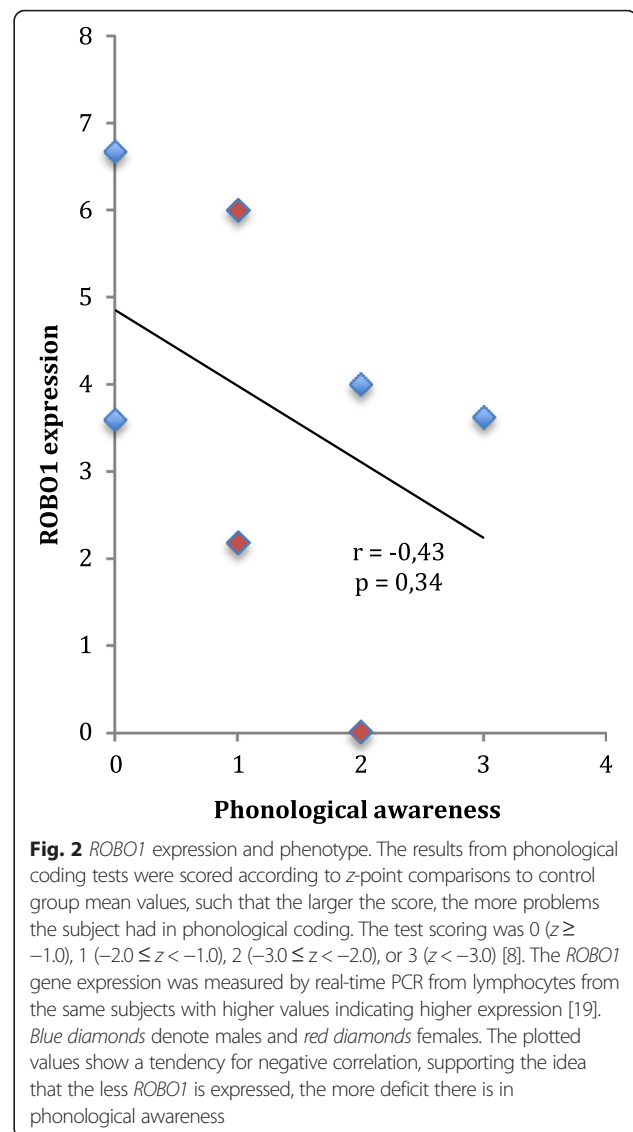 8
7
6
5
4
3
2
1
0
ROBO1 expression
r = -0,43
p = 0,34
0 1 2 3 4
Phonological awareness
Fig. 2 ROBO1 expression and phenotype. The results from phonological
coding tests were scored according to z-point comparisons to control
group mean values, such that the larger the score, the more problems
the subject had in phonological coding. The test scoring was 0 (z ≥
−1.0), 1 (−2.0 ≤ z < −1.0), 2 (−3.0 ≤ z < −2.0), or 3 (z < −3.0) [8]. The ROBO1
gene expression was measured by real-time PCR from lymphocytes from
the same subjects with higher values indicating higher expression [19].
Blue diamonds denote males and red diamonds females. The plotted
values show a tendency for negative correlation, supporting the idea
that the less ROBO1 is expressed, the more deficit there is in
phonological awareness